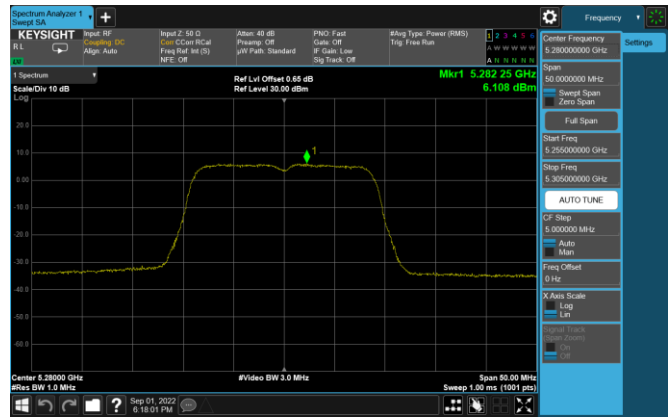 Spectrum Analyzer 1
Swept SA
Frequency
KEYSIGHT
RL
Input: RF
Coupling: DC
Align: Auto
Input Z: 50 Ω
Corr CCorr RCal
Freq Ref: Int (S)
NFE: Off
Atten: 40 dB
Preamp: Off
µW Path: Standard
PNO: Fast
Gate: Off
IF Gain: Low
Sig Track: Off
#Avg Type: Power (RMS)
Trig: Free Run
1 2 3 4 5 6
A W W W W W
A N N N N N
Center Frequency
5.280000000 GHz
Settings
Span
50.0000000 MHz
Swept Span
Zero Span
Full Span
Start Freq
5.255000000 GHz
Stop Freq
5.305000000 GHz
AUTO TUNE
CF Step
5.000000 MHz
Auto
Man
Freq Offset
0 Hz
X Axis Scale
Log
Lin
Signal Track
(Span Zoom)
On
Off
1 Spectrum
Scale/Div 10 dB
Log
Ref Lvl Offset 0.65 dB
Ref Level 30.00 dBm
Mkr1 5.282 25 GHz
6.108 dBm
1
20.0
10.0
0.00
-10.0
-20.0
-30.0
-40.0
-50.0
-60.0
Center 5.28000 GHz
#Res BW 1.0 MHz
#Video BW 3.0 MHz
Span 50.00 MHz
Sweep 1.00 ms (1001 pts)
?
Sep 01, 2022
6:18:01 PM